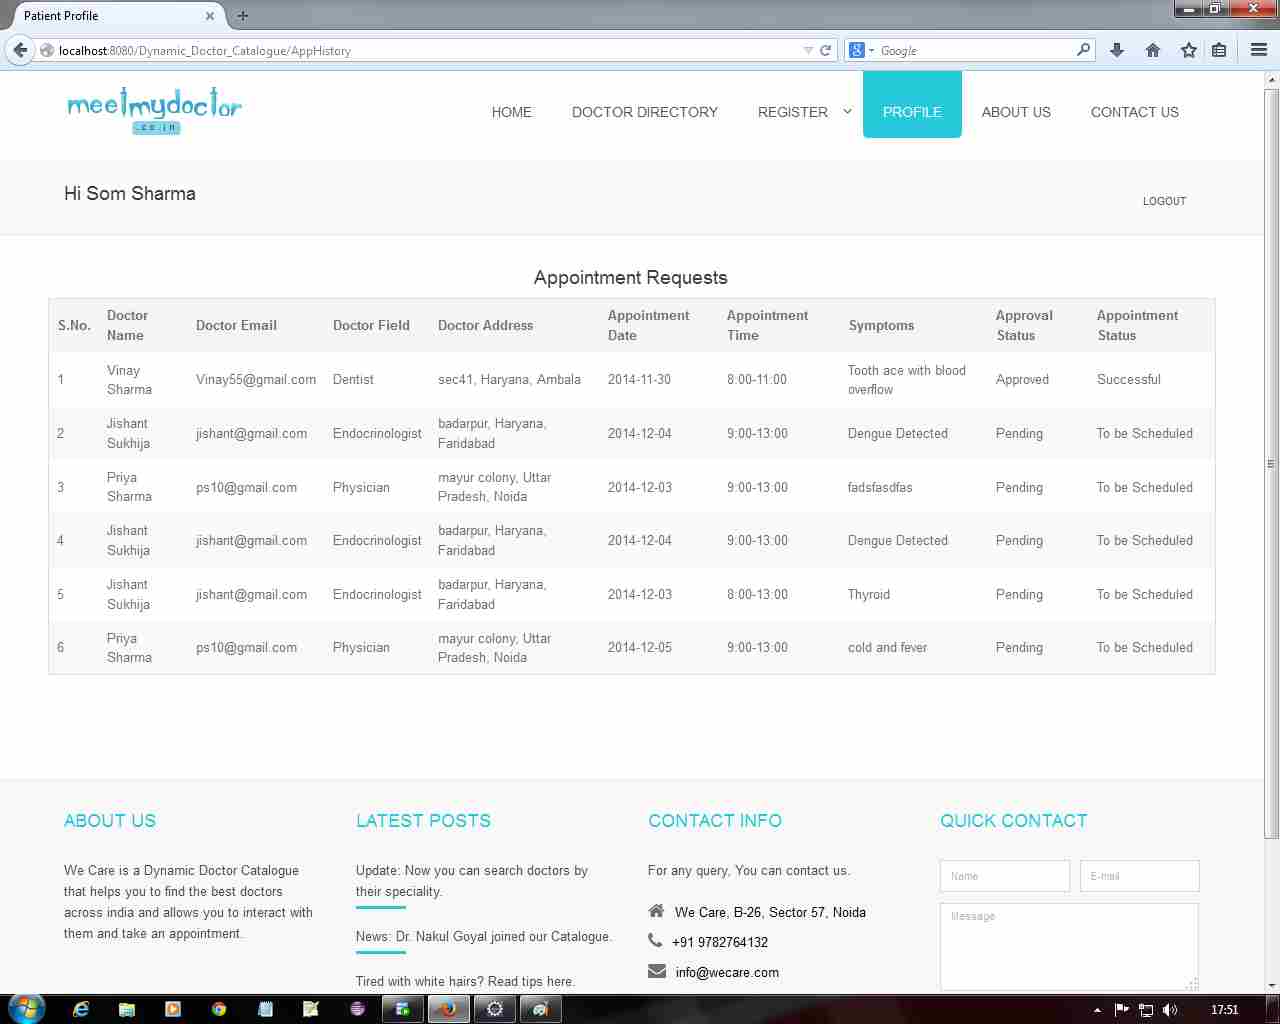 Patient Profile
localhost:8080/Dynamic_Doctor_Catalogue/AppHistory
Google
meetmydoctor
.co.in
HOME DOCTOR DIRECTORY REGISTER PROFILE ABOUT US CONTACT US
Hi Som Sharma
LOGOUT
Appointment Requests
S.No. Doctor Name Doctor Email Doctor Field Doctor Address Appointment Date Appointment Time Symptoms Approval Status Appointment Status
1 Vinay Sharma Vinay55@gmail.com Dentist sec41, Haryana, Ambala 2014-11-30 8:00-11:00 Tooth ace with blood overflow Approved Successful
2 Jishant Sukhija jishant@gmail.com Endocrinologist badarpur, Haryana, Faridabad 2014-12-04 9:00-13:00 Dengue Detected Pending To be Scheduled
3 Priya Sharma ps10@gmail.com Physician mayur colony, Uttar Pradesh, Noida 2014-12-03 9:00-13:00 fadsfasdfas Pending To be Scheduled
4 Jishant Sukhija jishant@gmail.com Endocrinologist badarpur, Haryana, Faridabad 2014-12-04 9:00-13:00 Dengue Detected Pending To be Scheduled
5 Jishant Sukhija jishant@gmail.com Endocrinologist badarpur, Haryana, Faridabad 2014-12-03 8:00-13:00 Thyroid Pending To be Scheduled
6 Priya Sharma ps10@gmail.com Physician mayur colony, Uttar Pradesh, Noida 2014-12-05 9:00-13:00 cold and fever Pending To be Scheduled
ABOUT US
We Care is a Dynamic Doctor Catalogue
that helps you to find the best doctors
across india and allows you to interact with
them and take an appointment.
LATEST POSTS
Update: Now you can search doctors by
their speciality.
News: Dr. Nakul Goyal joined our Catalogue.
Tired with white hairs? Read tips here.
CONTACT INFO
For any query, You can contact us.
We Care, B-26, Sector 57, Noida
+91 9782764132
info@wecare.com
QUICK CONTACT
Name E-mail
Message
17:51